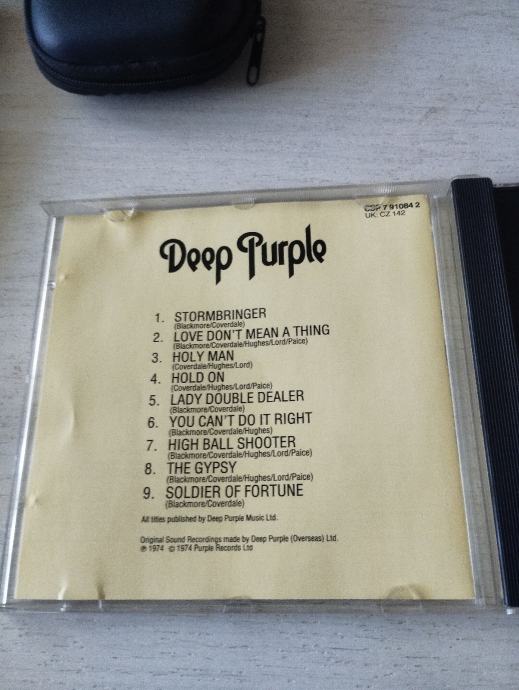 CDP 7 91084 2
UK. CZ 142
Deep Purple
1. STORMBRINGER
(Blackmore/Coverdale)
2. LOVE DON'T MEAN A THING
(Blackmore/Coverdale/Hughes/Lord/Paice)
3. HOLY MAN
(Coverdale/Hughes/Lord)
4. HOLD ON
(Coverdale/Hughes/Lord/Paice)
5. LADY DOUBLE DEALER
(Blackmore/Coverdale)
6. YOU CAN'T DO IT RIGHT
(Blackmore/Coverdale/Hughes)
7. HIGH BALL SHOOTER
(Blackmore/Coverdale/Hughes/Lord/Paice)
8. THE GYPSY
(Blackmore/Coverdale/Hughes/Lord/Paice)
9. SOLDIER OF FORTUNE
(Blackmore/Coverdale)
All titles published by Deep Purple Music Ltd.
Original Sound Recordings made by Deep Purple (Overseas) Ltd.
℗ 1974 © 1974 Purple Records Ltd